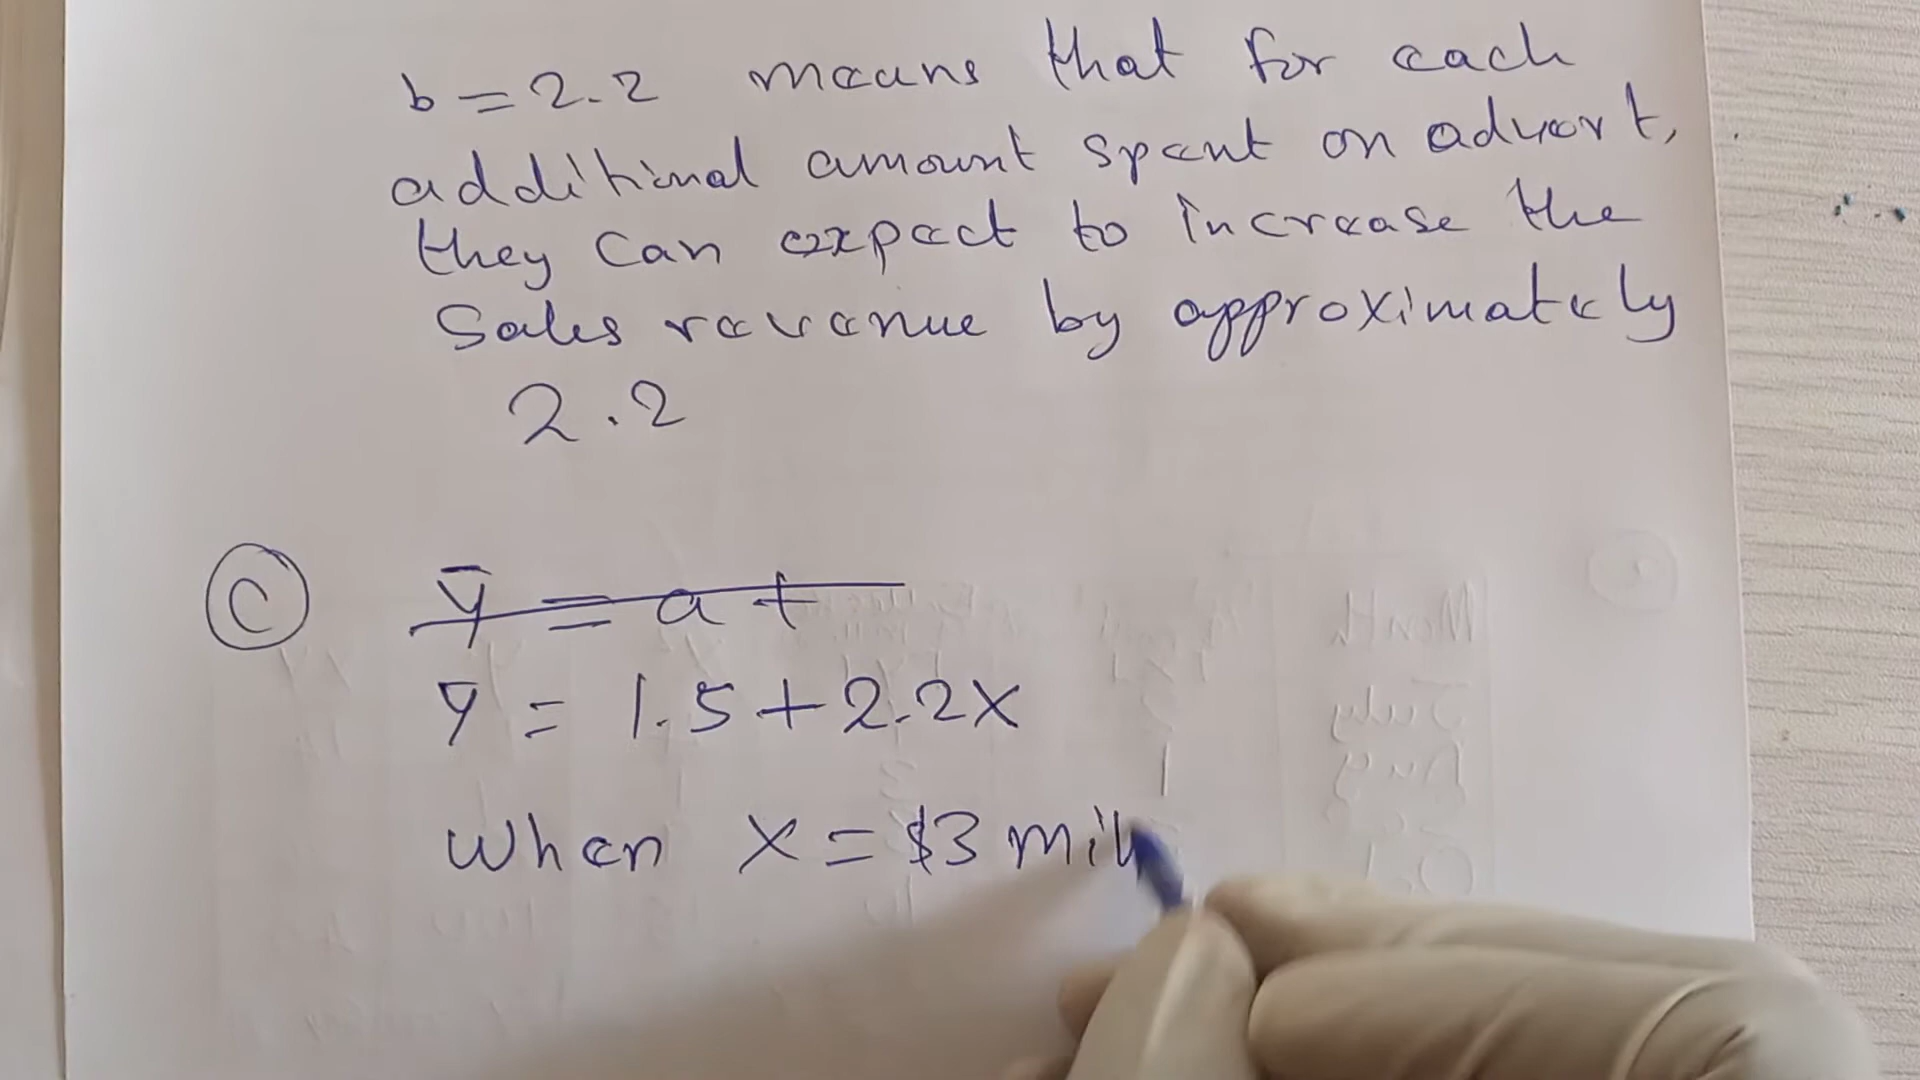 b = 2.2 means that for each
additional amount spent on advert,
they can expect to increase the
Sales revenue by approximately
2.2
C ȳ = a +
ȳ = 1.5 + 2.2x
When x = $3 mill